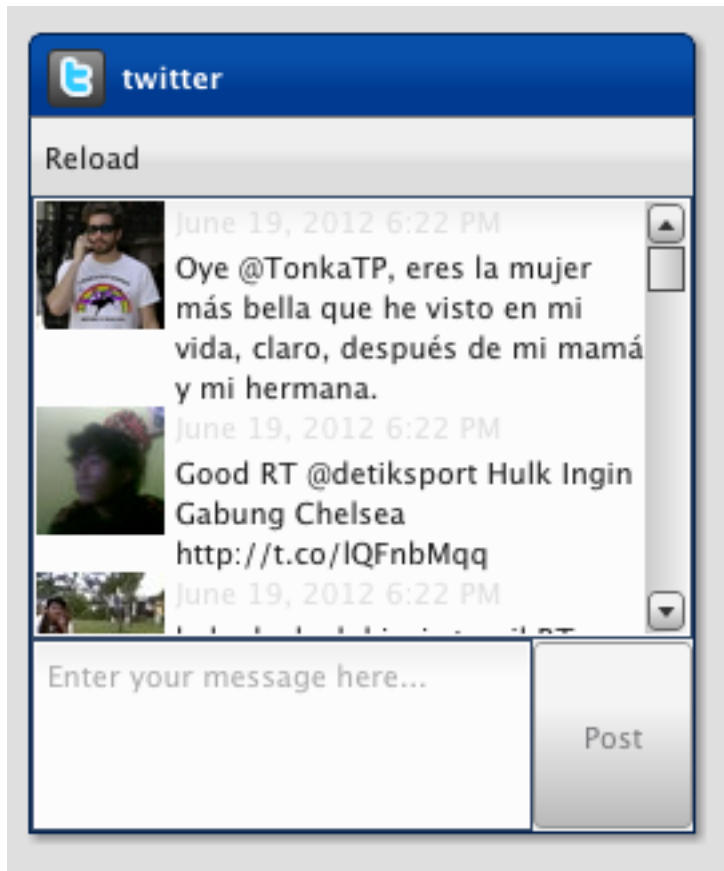 twitter
Reload
June 19, 2012 6:22 PM
Oye @TonkaTP, eres la mujer
más bella que he visto en mi
vida, claro, después de mi mamá
y mi hermana.
June 19, 2012 6:22 PM
Good RT @detiksport Hulk Ingin
Gabung Chelsea
http://t.co/lQFnbMqq
June 19, 2012 6:22 PM
Enter your message here...
Post